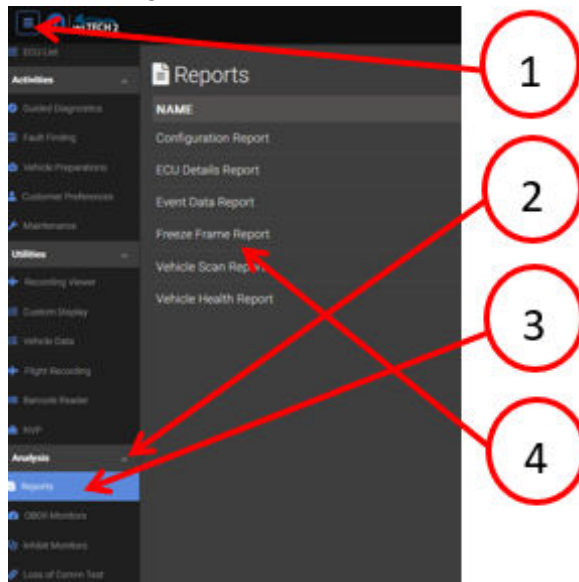 wiTECH 2
ECU List
Activities
Guided Diagnostics
Fault Finding
Vehicle Preparations
Customer Preferences
Maintenance
Utilities
Recording Viewer
Custom Display
Vehicle Data
Flight Recording
Barcode Reader
RVP
Analysis
Reports
OBDII Monitors
Inhibit Monitors
Loss of Comm Test
Reports
NAME
Configuration Report
ECU Details Report
Event Data Report
Freeze Frame Report
Vehicle Scan Report
Vehicle Health Report
1
2
3
4